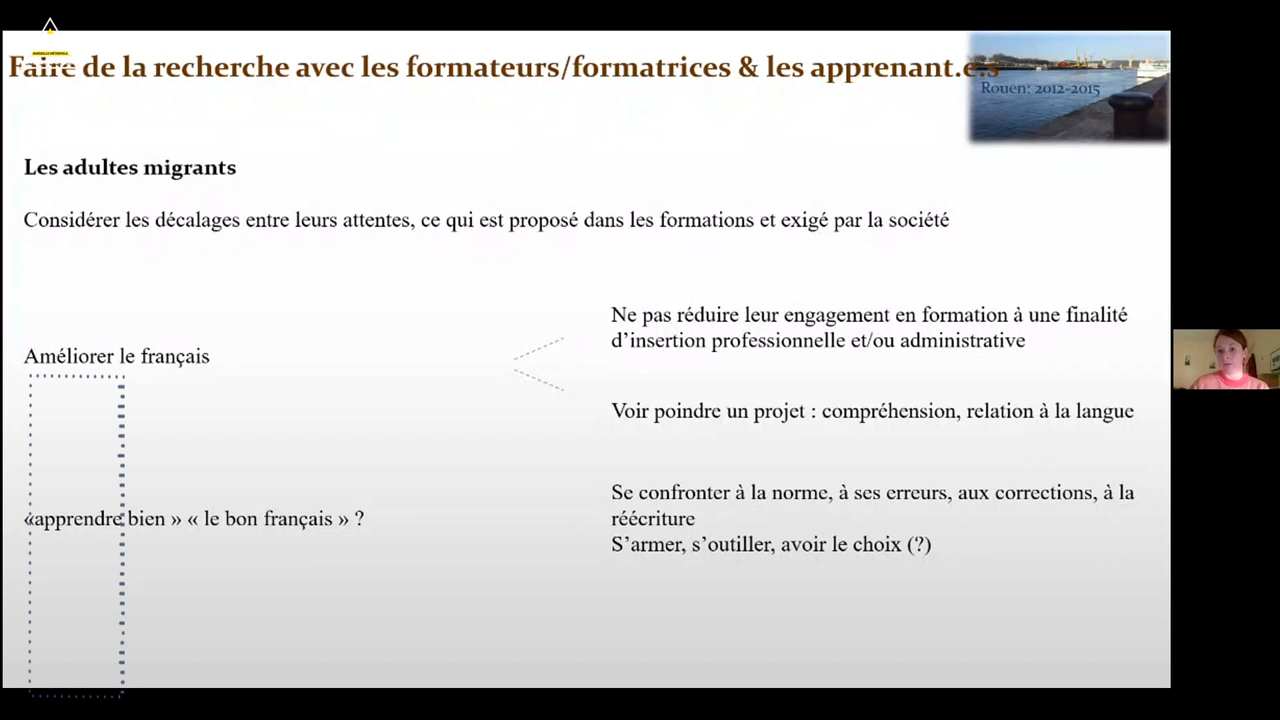 MARSEILLE MÉTROPOLE
Faire de la recherche avec les formateurs/formatrices & les apprenant.e.s
Rouen: 2012-2015
Les adultes migrants
Considérer les décalages entre leurs attentes, ce qui est proposé dans les formations et exigé par la société
Ne pas réduire leur engagement en formation à une finalité
d’insertion professionnelle et/ou administrative
Améliorer le français
Voir poindre un projet : compréhension, relation à la langue
Se confronter à la norme, à ses erreurs, aux corrections, à la
réécriture
«apprendre bien » « le bon français » ?
S’armer, s’outiller, avoir le choix (?)